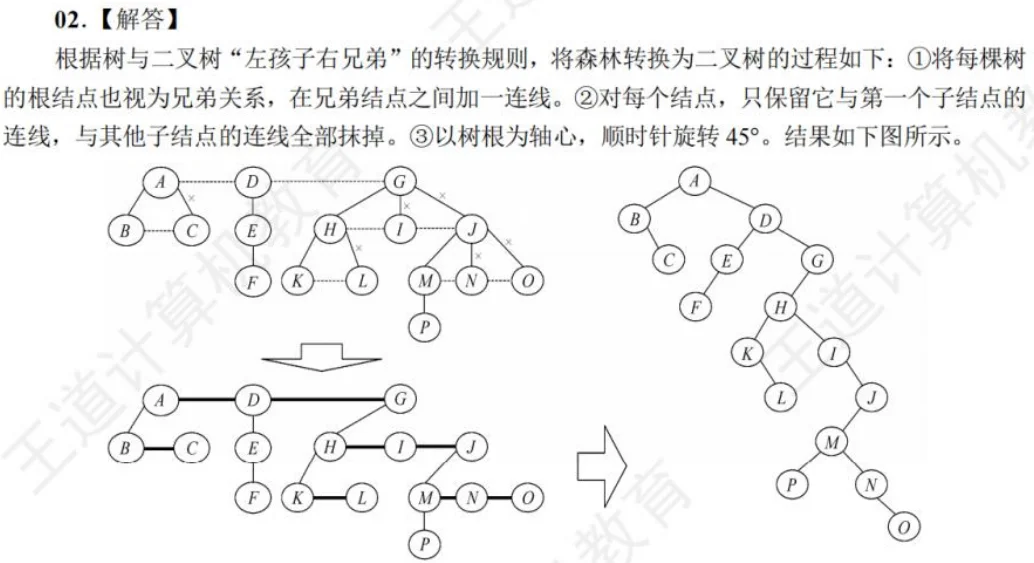 02.【解答】
根据树与二叉树“左孩子右兄弟”的转换规则，将森林转换为二叉树的过程如下：①将每棵树
的根结点也视为兄弟关系，在兄弟结点之间加一连线。②对每个结点，只保留它与第一个子结点的
连线，与其他子结点的连线全部抹掉。③以树根为轴心，顺时针旋转 45°。结果如下图所示。
A D G
B C E H I J
F K L M N O
P
A D G
B C E H I J
F K L M N O
P
A
B D
C E G
F H
K I
L J
M
P N
O
王道计算机教育
王道计算机教